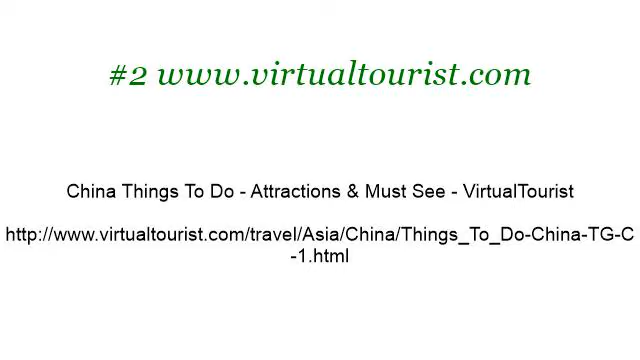 #2 www.virtualtourist.com
China Things To Do - Attractions & Must See - VirtualTourist
http://www.virtualtourist.com/travel/Asia/China/Things_To_Do-China-TG-C
-1.html